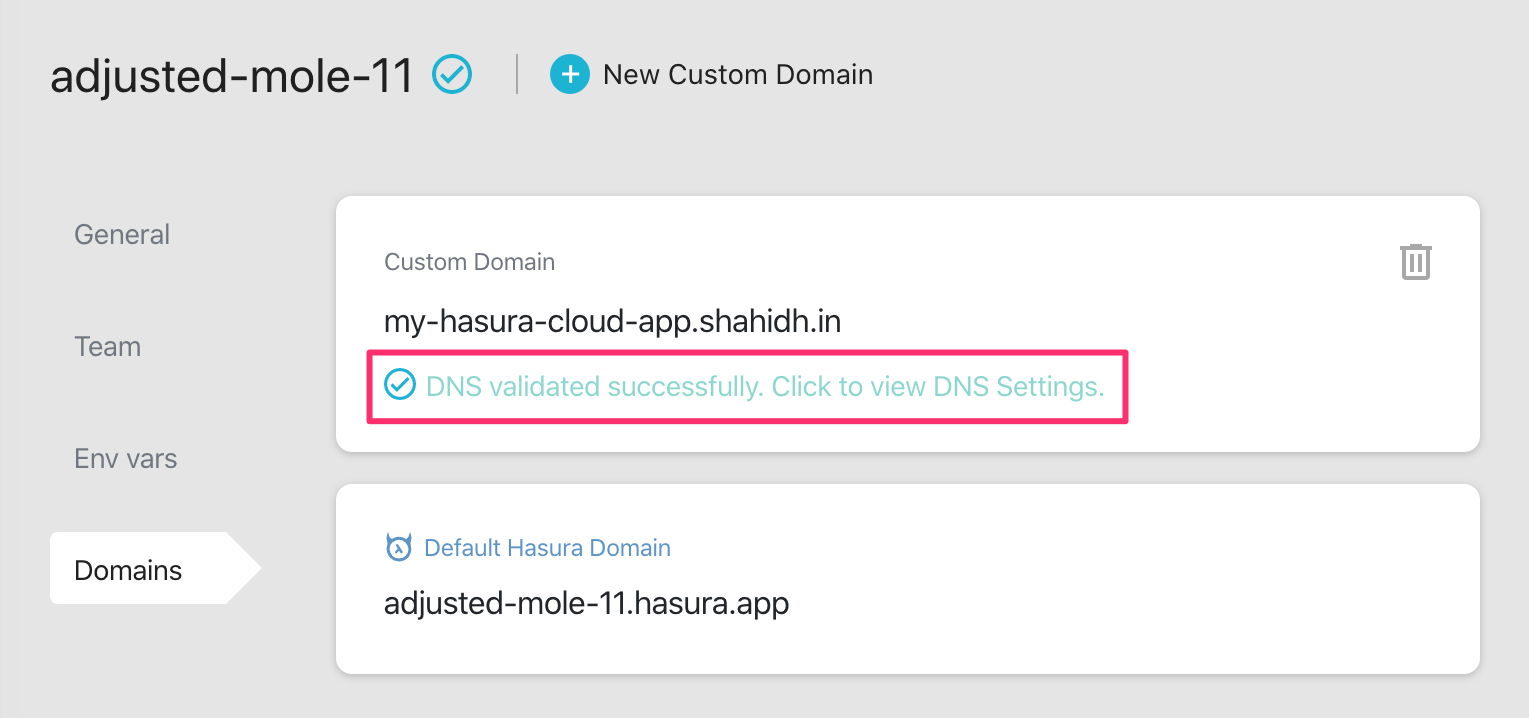 adjusted-mole-11
New Custom Domain
General
Team
Env vars
Domains
Custom Domain
my-hasura-cloud-app.shahidh.in
DNS validated successfully. Click to view DNS Settings.
Default Hasura Domain
adjusted-mole-11.hasura.app